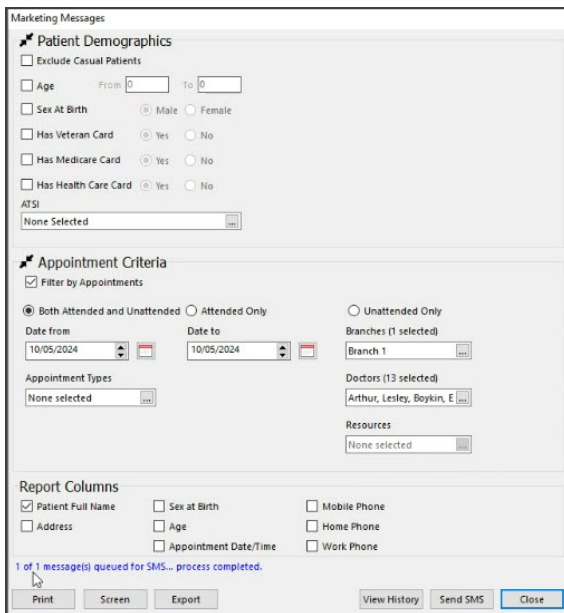 Marketing Messages
Patient Demographics
Exclude Casual Patients
Age From 0 To 0
Sex At Birth Male Female
Has Veteran Card Yes No
Has Medicare Card Yes No
Has Health Care Card Yes No
ATSI
None Selected ...
Appointment Criteria
Filter by Appointments
Both Attended and Unattended Attended Only Unattended Only
Date from Date to Branches (1 selected)
10/05/2024 10/05/2024 Branch 1 ...
Appointment Types Doctors (13 selected)
None selected ... Arthur, Lesley, Boykin, E ...
Resources
None selected ...
Report Columns
Patient Full Name Sex at Birth Mobile Phone
Address Age Home Phone
Appointment Date/Time Work Phone
1 of 1 message(s) queued for SMS... process completed.
Print Screen Export View History Send SMS Close